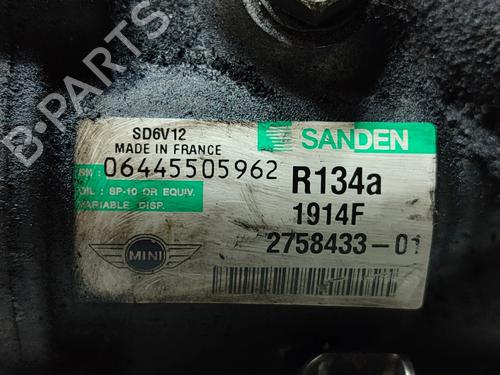 B-PARTS
SD6V12
MADE IN FRANCE
SANDEN
SN: 06445505962
OIL : SP-10 OR EQUIV.
VARIABLE DISP.
R134a
1914F
2758433-01
MINI